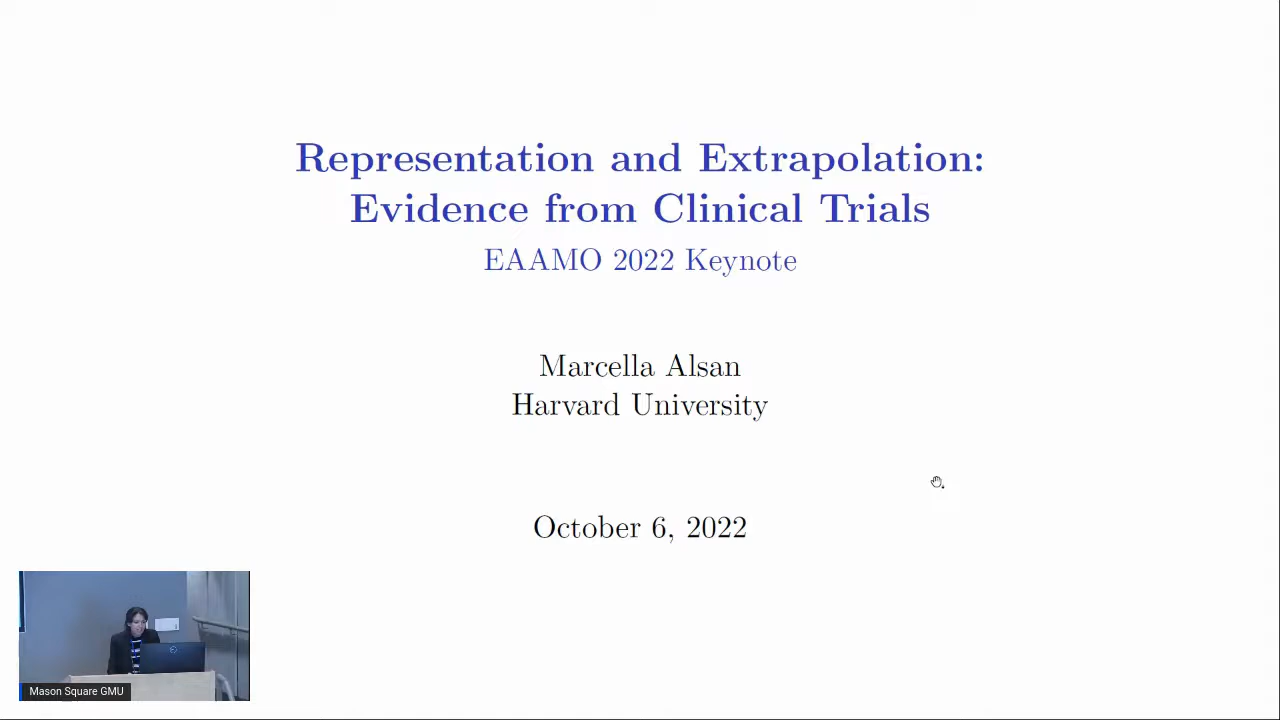 Representation and Extrapolation:
Evidence from Clinical Trials
EAAMO 2022 Keynote
Marcella Alsan
Harvard University
October 6, 2022
Mason Square GMU